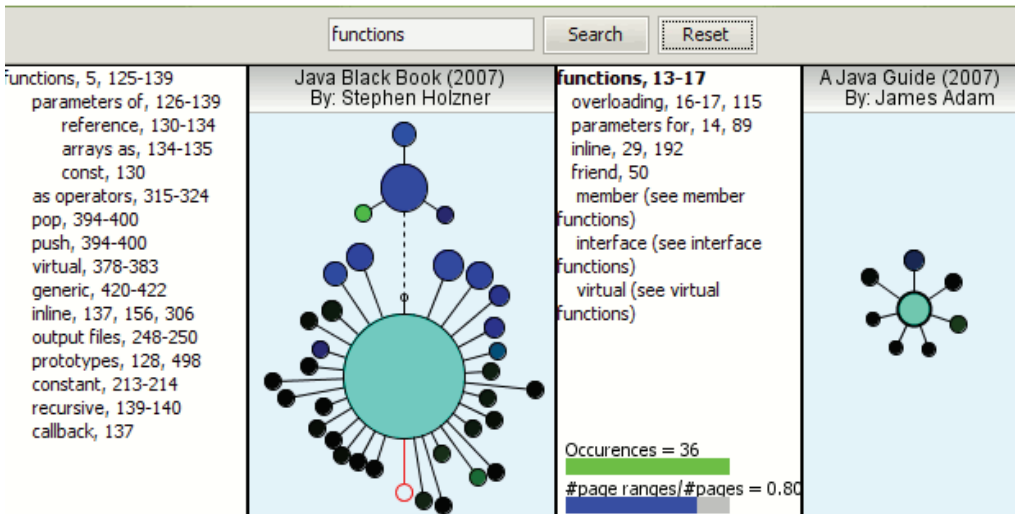 functions Search Reset
functions, 5, 125-139
parameters of, 126-139
reference, 130-134
arrays as, 134-135
const, 130
as operators, 315-324
pop, 394-400
push, 394-400
virtual, 378-383
generic, 420-422
inline, 137, 156, 306
output files, 248-250
prototypes, 128, 498
constant, 213-214
recursive, 139-140
callback, 137
Java Black Book (2007)
By: Stephen Holzner
functions, 13-17
overloading, 16-17, 115
parameters for, 14, 89
inline, 29, 192
friend, 50
member (see member
functions)
interface (see interface
functions)
virtual (see virtual
functions)
Occurences = 36
#page ranges/#pages = 0.80
A Java Guide (2007)
By: James Adam